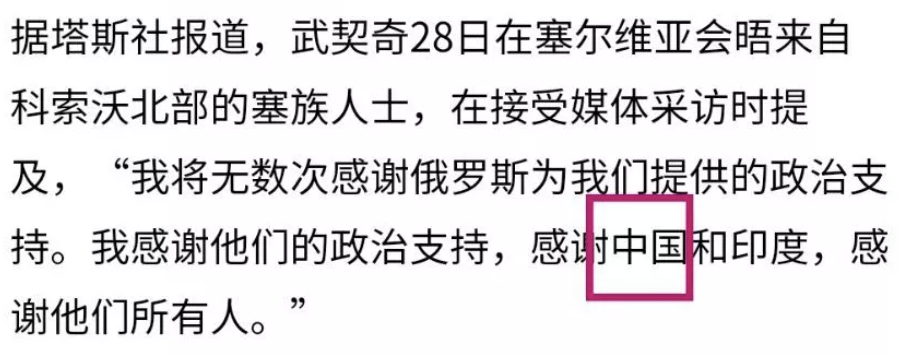 据塔斯社报道，武契奇28日在塞尔维亚会晤来自
科索沃北部的塞族人士，在接受媒体采访时提
及，“我将无数次感谢俄罗斯为我们提供的政治支
持。我感谢他们的政治支持，感谢中国和印度，感
谢他们所有人。”